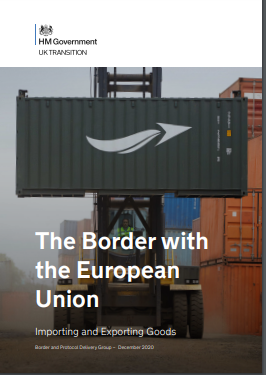 HM Government
UK TRANSITION
The Border with
the European
Union
Importing and Exporting Goods
Border and Protocol Delivery Group – December 2020